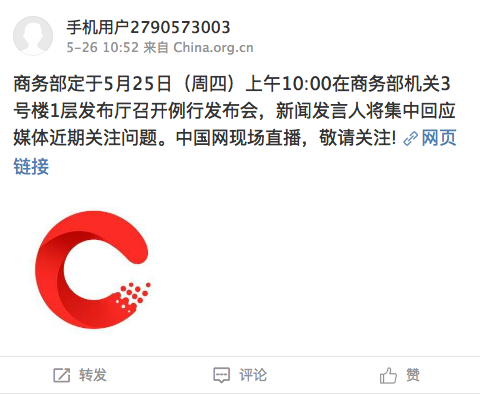 手机用户2790573003
5-26 10:52 来自 China.org.cn
商务部定于5月25日（周四）上午10:00在商务部机关3
号楼1层发布厅召开例行发布会，新闻发言人将集中回应
媒体近期关注问题。中国网现场直播，敬请关注! 网页
链接
转发 评论 赞